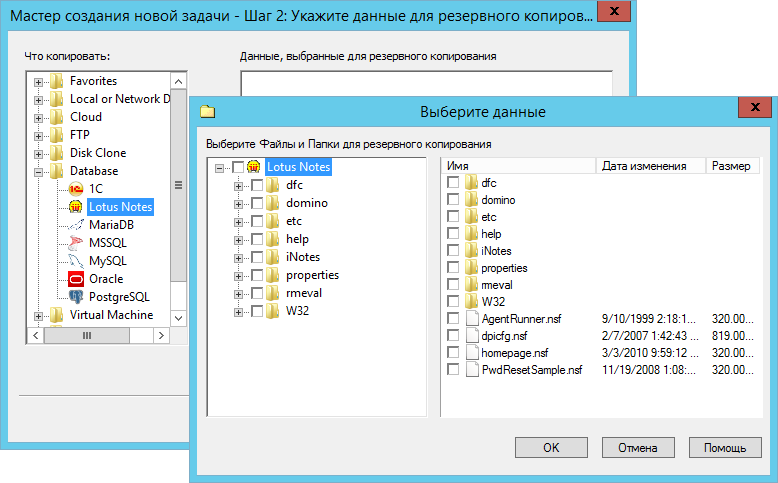 Мастер создания новой задачи - Шаг 2: Укажите данные для резервного копиров...
Что копировать:
Данные, выбранные для резервного копирования
Favorites
Local or Network D
Cloud
FTP
Disk Clone
Database
1C
Lotus Notes
MariaDB
MSSQL
MySQL
Oracle
PostgreSQL
Virtual Machine
Выберите данные
Выберите Файлы и Папки для резервного копирования
Lotus Notes
dfc
domino
etc
help
iNotes
properties
rmeval
W32
Имя Дата изменения Размер
dfc
domino
etc
help
iNotes
properties
rmeval
W32
AgentRunner.nsf 9/10/1999 2:18:1... 320.00...
dpicfg.nsf 2/7/2007 1:42:43 ... 819.00...
homepage.nsf 3/3/2010 9:59:12 ... 320.00...
PwdResetSample.nsf 11/19/2008 1:08:... 320.00...
OK Отмена Помощь